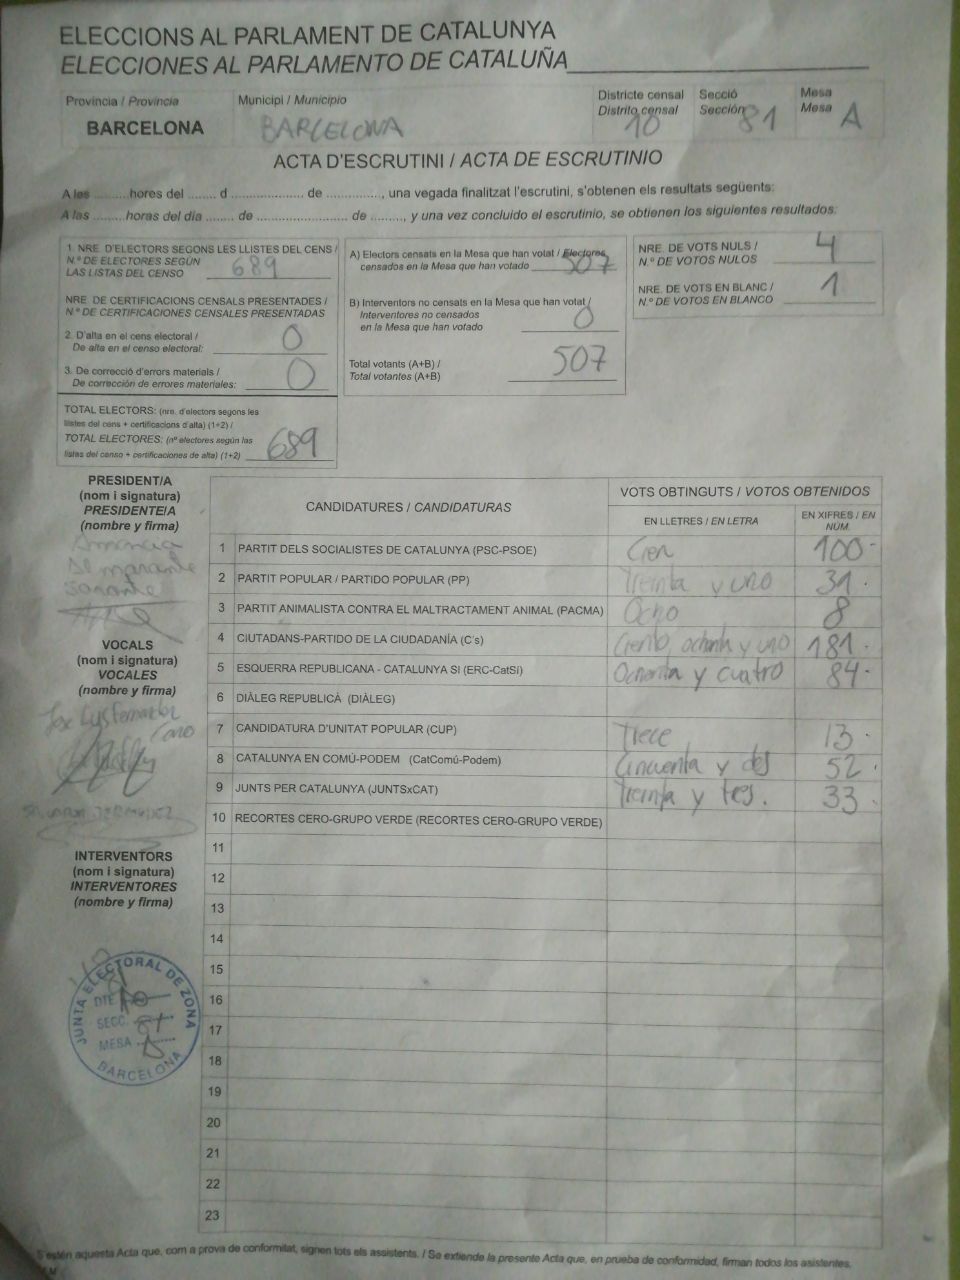 ELECCIONS AL PARLAMENT DE CATALUNYA
ELECCIONES AL PARLAMENTO DE CATALUÑA
Província / Provincia
BARCELONA
Municipi / Municipio
BARCELONA
Districte censal
Distrito censal
10
Secció
Sección
81
Mesa
Mesa
A
ACTA D'ESCRUTINI / ACTA DE ESCRUTINIO
A les ......... hores del ........ d ..................... de ..............., una vegada finalitzat l'escrutini, s'obtenen els resultats següents:
A las ......... horas del día ........ de ......................... de ........., y una vez concluido el escrutinio, se obtienen los siguientes resultados:
1. NRE. D'ELECTORS SEGONS LES LLISTES DEL CENS /
N.º DE ELECTORES SEGÚN
LAS LISTAS DEL CENSO 689
NRE. DE CERTIFICACIONS CENSALS PRESENTADES /
N.º DE CERTIFICACIONES CENSALES PRESENTADAS
2. D'alta en el cens electoral /
De alta en el censo electoral: 0
3. De correcció d'errors materials /
De corrección de errores materiales: 0
TOTAL ELECTORS: (nre. d'electors segons les
llistes del cens + certificacions d'alta) (1+2) /
TOTAL ELECTORES: (nº electores según las
listas del censo + certificaciones de alta) (1+2) 689
A) Electors censats en la Mesa que han votat / Electores
censados en la Mesa que han votado 507
B) Interventors no censats en la Mesa que han votat /
Interventores no censados
en la Mesa que han votado 0
Total votants (A+B) /
Total votantes (A+B) 507
NRE. DE VOTS NULS /
N.º DE VOTOS NULOS 4
NRE. DE VOTS EN BLANC /
N.º DE VOTOS EN BLANCO 1
PRESIDENT/A
(nom i signatura)
PRESIDENTE/A
(nombre y firma)
VOCALS
(nom i signatura)
VOCALES
(nombre y firma)
INTERVENTORS
(nom i signatura)
INTERVENTORES
(nombre y firma)
JUNTA ELECTORAL DE ZONA
DTE. 10
SECC. 81
MESA
BARCELONA
CANDIDATURES / CANDIDATURAS
VOTS OBTINGUTS / VOTOS OBTENIDOS
EN LLETRES / EN LETRA
EN XIFRES / EN NÚM.
1 PARTIT DELS SOCIALISTES DE CATALUNYA (PSC-PSOE) Cien 100
2 PARTIT POPULAR / PARTIDO POPULAR (PP) Treinta y uno 31
3 PARTIT ANIMALISTA CONTRA EL MALTRACTAMENT ANIMAL (PACMA) Ocho 8
4 CIUTADANS-PARTIDO DE LA CIUDADANÍA (C's) Ciento ochenta y uno 181
5 ESQUERRA REPUBLICANA - CATALUNYA SÍ (ERC-CatSí) Ochenta y cuatro 84
6 DIÀLEG REPUBLICÀ (DIÀLEG)
7 CANDIDATURA D'UNITAT POPULAR (CUP) Trece 13
8 CATALUNYA EN COMÚ-PODEM (CatComú-Podem) Cincuenta y dos 52
9 JUNTS PER CATALUNYA (JUNTSxCAT) Treinta y tres. 33
10 RECORTES CERO-GRUPO VERDE (RECORTES CERO-GRUPO VERDE)
11
12
13
14
15
16
17
18
19
20
21
22
23
S'estén aquesta Acta que, com a prova de conformitat, signen tots els assistents. / Se extiende la presente Acta que, en prueba de conformidad, firman todos los asistentes.